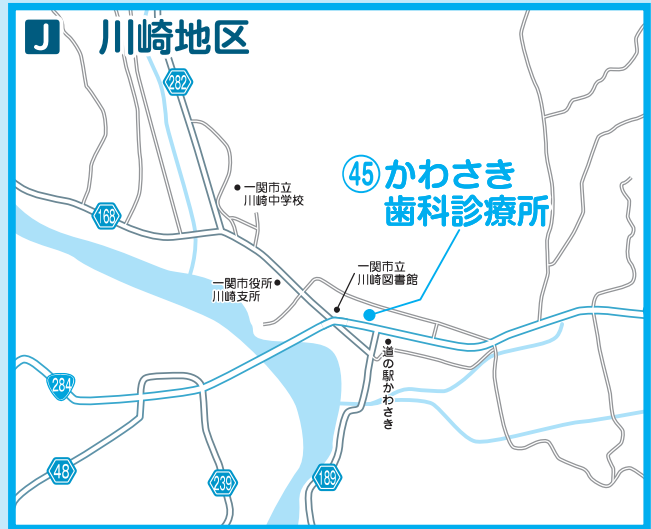 J 川崎地区
282
一関市立
川崎中学校
㊺かわさき
歯科診療所
168
一関市立
川崎図書館
一関市役所
川崎支所
道の駅かわさき
284
48
239
189